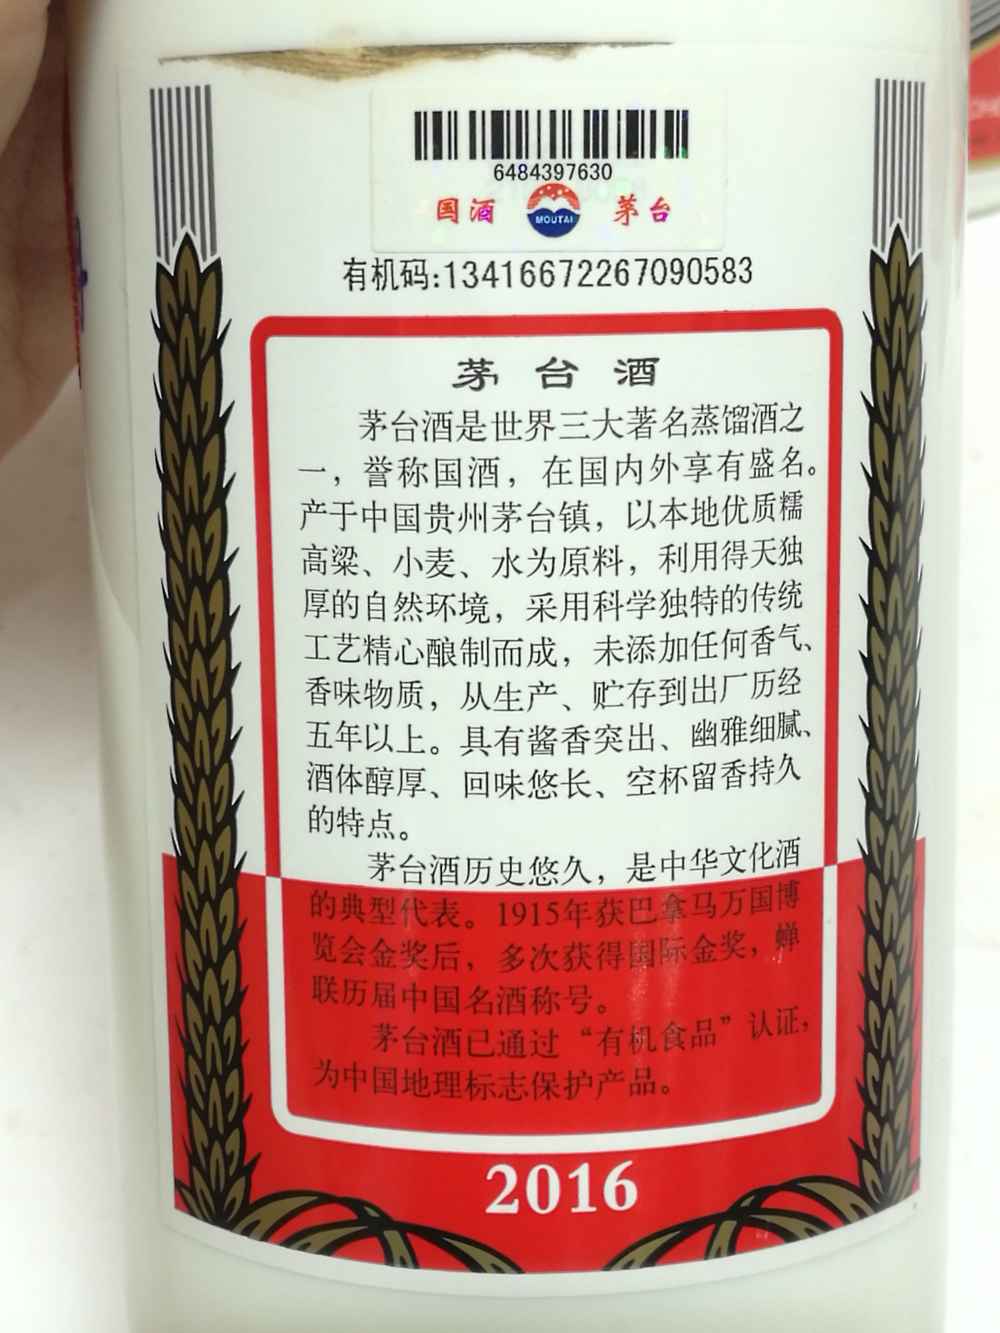 6484397630
国酒 MOUTAI 茅台
有机码:13416672267090583
茅台酒
茅台酒是世界三大著名蒸馏酒之
一，誉称国酒，在国内外享有盛名。
产于中国贵州茅台镇，以本地优质糯
高粱、小麦、水为原料，利用得天独
厚的自然环境，采用科学独特的传统
工艺精心酿制而成，未添加任何香气、
香味物质，从生产、贮存到出厂历经
五年以上。具有酱香突出、幽雅细腻、
酒体醇厚、回味悠长、空杯留香持久
的特点。
茅台酒历史悠久，是中华文化酒
的典型代表。1915年获巴拿马万国博
览会金奖后，多次获得国际金奖，蝉
联历届中国名酒称号。
茅台酒已通过“有机食品”认证，
为中国地理标志保护产品。
2016